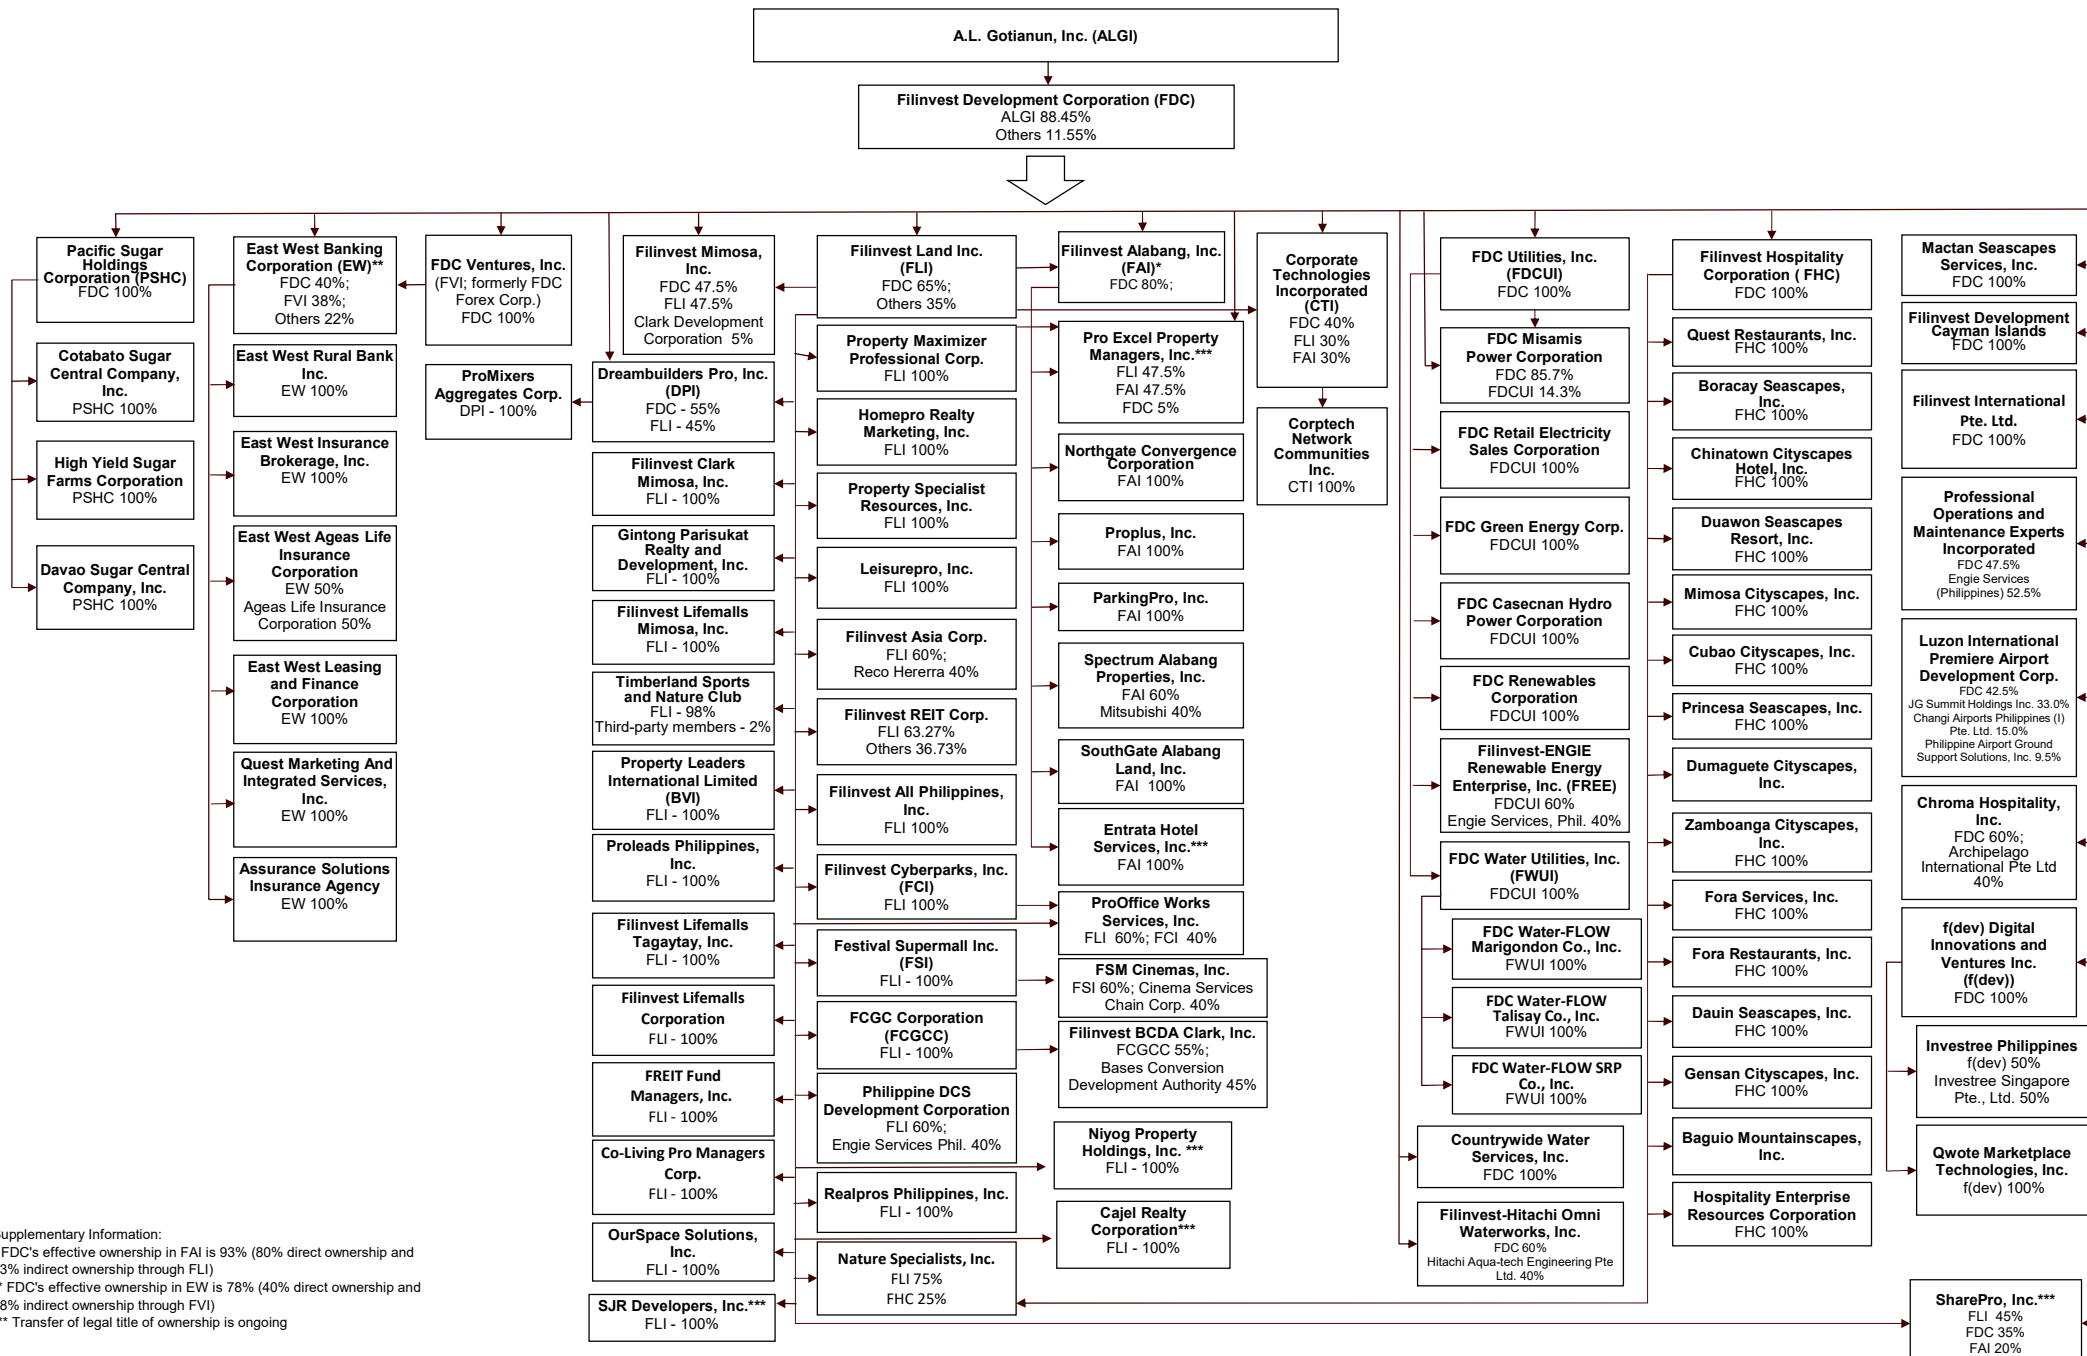 A.L. Gotianun, Inc. (ALGI)
Filinvest Development Corporation (FDC)
ALGI 88.45%
Others 11.55%
Pacific Sugar
Holdings
Corporation (PSHC)
FDC 100%
Cotabato Sugar
Central Company,
Inc.
PSHC 100%
High Yield Sugar
Farms Corporation
PSHC 100%
Davao Sugar Central
Company, Inc.
PSHC 100%
East West Banking
Corporation (EW)**
FDC 40%;
FVI 38%;
Others 22%
East West Rural Bank
Inc.
EW 100%
East West Insurance
Brokerage, Inc.
EW 100%
East West Ageas Life
Insurance
Corporation
EW 50%
Ageas Life Insurance
Corporation 50%
East West Leasing
and Finance
Corporation
EW 100%
Quest Marketing And
Integrated Services,
Inc.
EW 100%
Assurance Solutions
Insurance Agency
EW 100%
FDC Ventures, Inc.
(FVI; formerly FDC
Forex Corp.)
FDC 100%
ProMixers
Aggregates Corp.
DPI - 100%
Filinvest Mimosa,
Inc.
FDC 47.5%
FLI 47.5%
Clark Development
Corporation 5%
Dreambuilders Pro, Inc.
(DPI)
FDC - 55%
FLI - 45%
Filinvest Clark
Mimosa, Inc.
FLI - 100%
Gintong Parisukat
Realty and
Development, Inc.
FLI - 100%
Filinvest Lifemalls
Mimosa, Inc.
FLI - 100%
Timberland Sports
and Nature Club
FLI - 98%
Third-party members - 2%
Property Leaders
International Limited
(BVI)
FLI - 100%
Proleads Philippines,
Inc.
FLI - 100%
Filinvest Lifemalls
Tagaytay, Inc.
FLI - 100%
Filinvest Lifemalls
Corporation
FLI - 100%
FREIT Fund
Managers, Inc.
FLI - 100%
Co-Living Pro Managers
Corp.
FLI - 100%
OurSpace Solutions,
Inc.
FLI - 100%
SJR Developers, Inc.***
FLI - 100%
Filinvest Land Inc.
(FLI)
FDC 65%;
Others 35%
Property Maximizer
Professional Corp.
FLI 100%
Homepro Realty
Marketing, Inc.
FLI 100%
Property Specialist
Resources, Inc.
FLI 100%
Leisurepro, Inc.
FLI 100%
Filinvest Asia Corp.
FLI 60%;
Reco Hererra 40%
Filinvest REIT Corp.
FLI 63.27%
Others 36.73%
Filinvest All Philippines,
Inc.
FLI 100%
Filinvest Cyberparks, Inc.
(FCI)
FLI 100%
Festival Supermall Inc.
(FSI)
FLI - 100%
FCGC Corporation
(FCGCC)
FLI - 100%
Philippine DCS
Development Corporation
FLI 60%;
Engie Services Phil. 40%
Realpros Philippines, Inc.
FLI - 100%
Nature Specialists, Inc.
FLI 75%
FHC 25%
Filinvest Alabang, Inc.
(FAI)*
FDC 80%;
Pro Excel Property
Managers, Inc.***
FLI 47.5%
FAI 47.5%
FDC 5%
Northgate Convergence
Corporation
FAI 100%
Proplus, Inc.
FAI 100%
ParkingPro, Inc.
FAI 100%
Spectrum Alabang
Properties, Inc.
FAI 60%
Mitsubishi 40%
SouthGate Alabang
Land, Inc.
FAI 100%
Entrata Hotel
Services, Inc.***
FAI 100%
ProOffice Works
Services, Inc.
FLI 60%; FCI 40%
FSM Cinemas, Inc.
FSI 60%; Cinema Services
Chain Corp. 40%
Filinvest BCDA Clark, Inc.
FCGCC 55%;
Bases Conversion
Development Authority 45%
Niyog Property
Holdings, Inc. ***
FLI - 100%
Cajel Realty
Corporation***
FLI - 100%
Corporate
Technologies
Incorporated
(CTI)
FDC 40%
FLI 30%
FAI 30%
Corptech
Network
Communities
Inc.
CTI 100%
FDC Utilities, Inc.
(FDCUI)
FDC 100%
FDC Misamis
Power Corporation
FDC 85.7%
FDCUI 14.3%
FDC Retail Electricity
Sales Corporation
FDCUI 100%
FDC Green Energy Corp.
FDCUI 100%
FDC Casecnan Hydro
Power Corporation
FDCUI 100%
FDC Renewables
Corporation
FDCUI 100%
Filinvest-ENGIE
Renewable Energy
Enterprise, Inc. (FREE)
FDCUI 60%
Engie Services, Phil. 40%
FDC Water Utilities, Inc.
(FWUI)
FDCUI 100%
FDC Water-FLOW
Marigondon Co., Inc.
FWUI 100%
FDC Water-FLOW
Talisay Co., Inc.
FWUI 100%
FDC Water-FLOW SRP
Co., Inc.
FWUI 100%
Countrywide Water
Services, Inc.
FDC 100%
Filinvest-Hitachi Omni
Waterworks, Inc.
FDC 60%
Hitachi Aqua-tech Engineering Pte
Ltd. 40%
Filinvest Hospitality
Corporation ( FHC)
FDC 100%
Quest Restaurants, Inc.
FHC 100%
Boracay Seascapes,
Inc.
FHC 100%
Chinatown Cityscapes
Hotel, Inc.
FHC 100%
Duawon Seascapes
Resort, Inc.
FHC 100%
Mimosa Cityscapes, Inc.
FHC 100%
Cubao Cityscapes, Inc.
FHC 100%
Princesa Seascapes, Inc.
FHC 100%
Dumaguete Cityscapes,
Inc.
Zamboanga Cityscapes,
Inc.
FHC 100%
Fora Services, Inc.
FHC 100%
Fora Restaurants, Inc.
FHC 100%
Dauin Seascapes, Inc.
FHC 100%
Gensan Cityscapes, Inc.
FHC 100%
Baguio Mountainscapes,
Inc.
Hospitality Enterprise
Resources Corporation
FHC 100%
Mactan Seascapes
Services, Inc.
FDC 100%
Filinvest Development
Cayman Islands
FDC 100%
Filinvest International
Pte. Ltd.
FDC 100%
Professional
Operations and
Maintenance Experts
Incorporated
FDC 47.5%
Engie Services
(Philippines) 52.5%
Luzon International
Premiere Airport
Development Corp.
FDC 42.5%
JG Summit Holdings Inc. 33.0%
Changi Airports Philippines (I)
Pte. Ltd. 15.0%
Philippine Airport Ground
Support Solutions, Inc. 9.5%
Chroma Hospitality,
Inc.
FDC 60%;
Archipelago
International Pte Ltd
40%
f(dev) Digital
Innovations and
Ventures Inc.
(f(dev))
FDC 100%
Investree Philippines
f(dev) 50%
Investree Singapore
Pte., Ltd. 50%
Qwote Marketplace
Technologies, Inc.
f(dev) 100%
SharePro, Inc.***
FLI 45%
FDC 35%
FAI 20%
upplementary Information:
FDC's effective ownership in FAI is 93% (80% direct ownership and
3% indirect ownership through FLI)
* FDC's effective ownership in EW is 78% (40% direct ownership and
8% indirect ownership through FVI)
** Transfer of legal title of ownership is ongoing